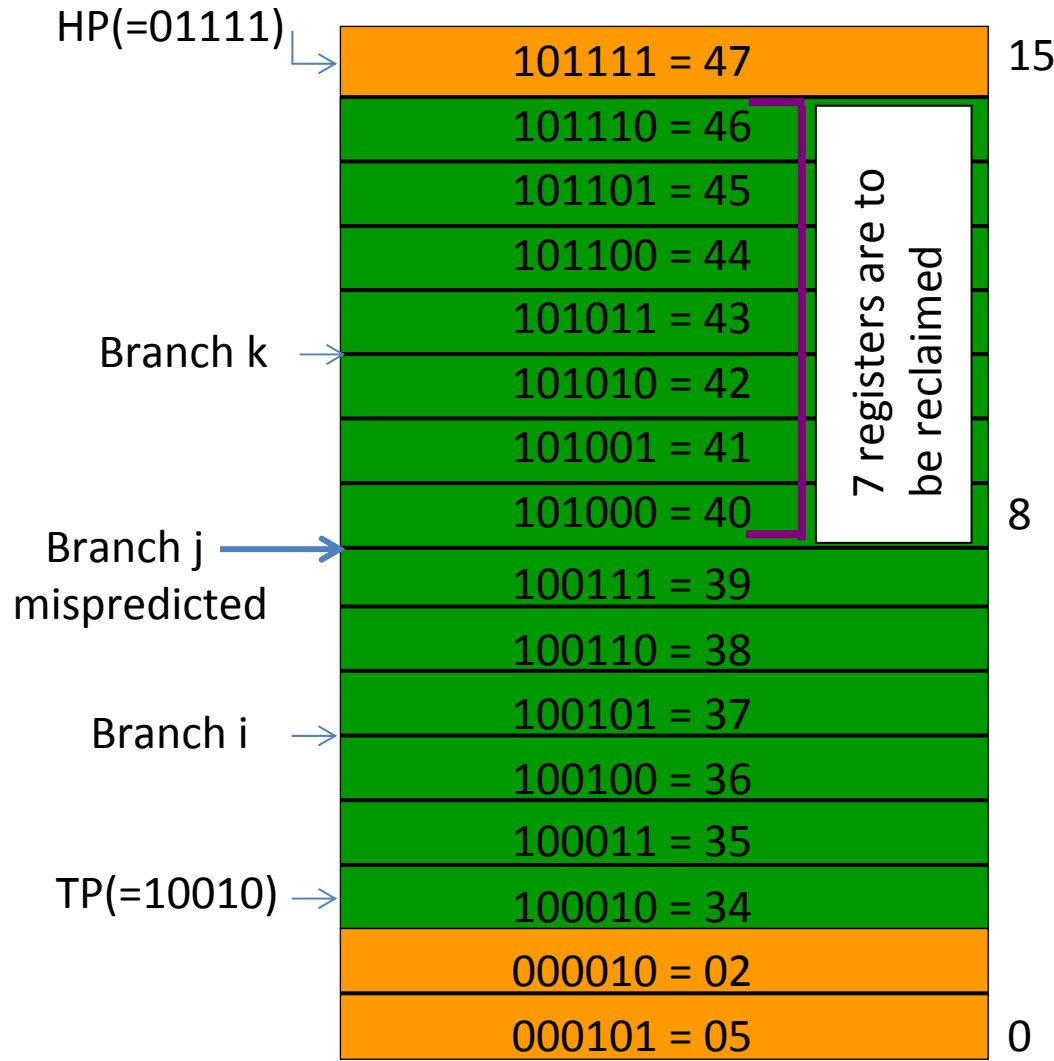 HP(=01111)
101111 = 47
15
101110 = 46
101101 = 45
101100 = 44
101011 = 43
Branch k
101010 = 42
101001 = 41
101000 = 40
8
7 registers are to
be reclaimed
Branch j
mispredicted
100111 = 39
100110 = 38
100101 = 37
Branch i
100100 = 36
100011 = 35
TP(=10010)
100010 = 34
000010 = 02
000101 = 05
0